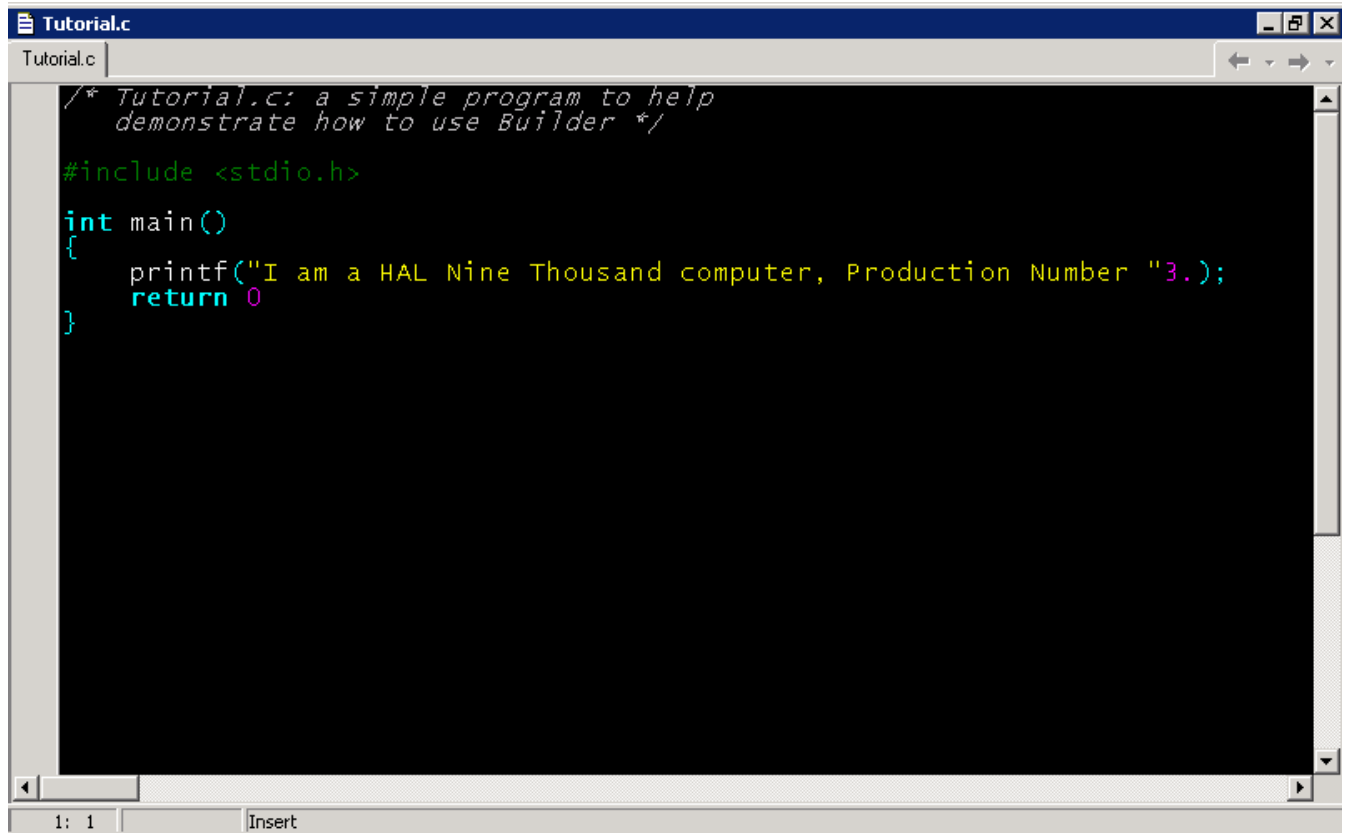 Tutorial.c
Tutorial.c
/* Tutorial.c: a simple program to help
   demonstrate how to use Builder */
#include <stdio.h>
int main()
{
    printf("I am a HAL Nine Thousand computer, Production Number "3.);
    return 0
}
1: 1 Insert